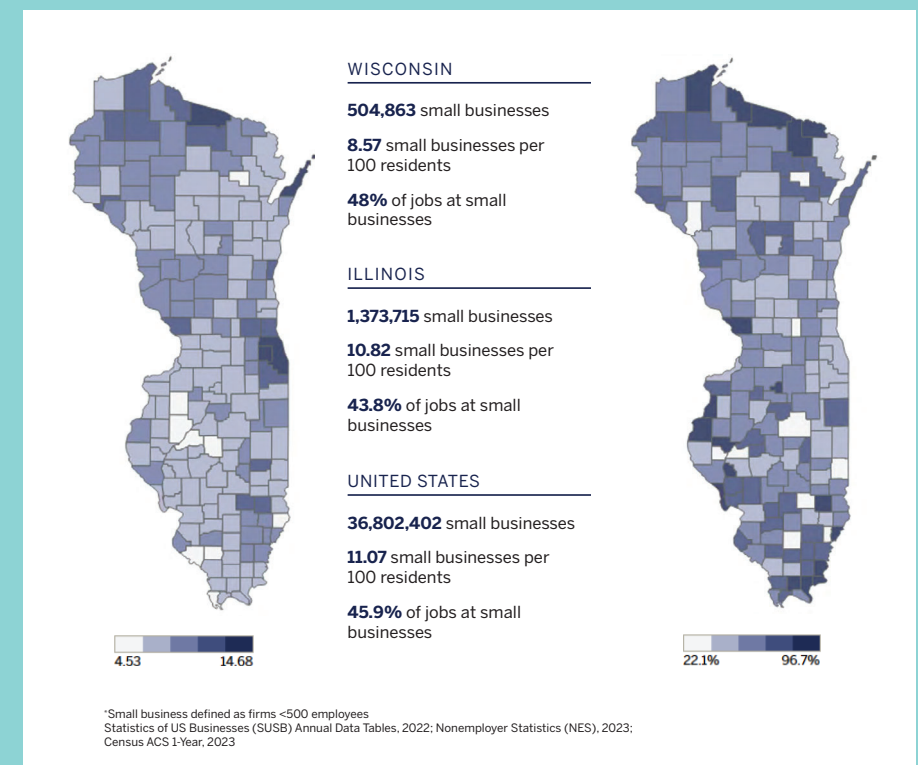 WISCONSIN
504,863 small businesses
8.57 small businesses per
100 residents
48% of jobs at small
businesses
ILLINOIS
1,373,715 small businesses
10.82 small businesses per
100 residents
43.8% of jobs at small
businesses
UNITED STATES
36,802,402 small businesses
11.07 small businesses per
100 residents
45.9% of jobs at small
businesses
4.53 14.68
22.1% 96.7%
*Small business defined as firms <500 employees
Statistics of US Businesses (SUSB) Annual Data Tables, 2022; Nonemployer Statistics (NES), 2023;
Census ACS 1-Year, 2023